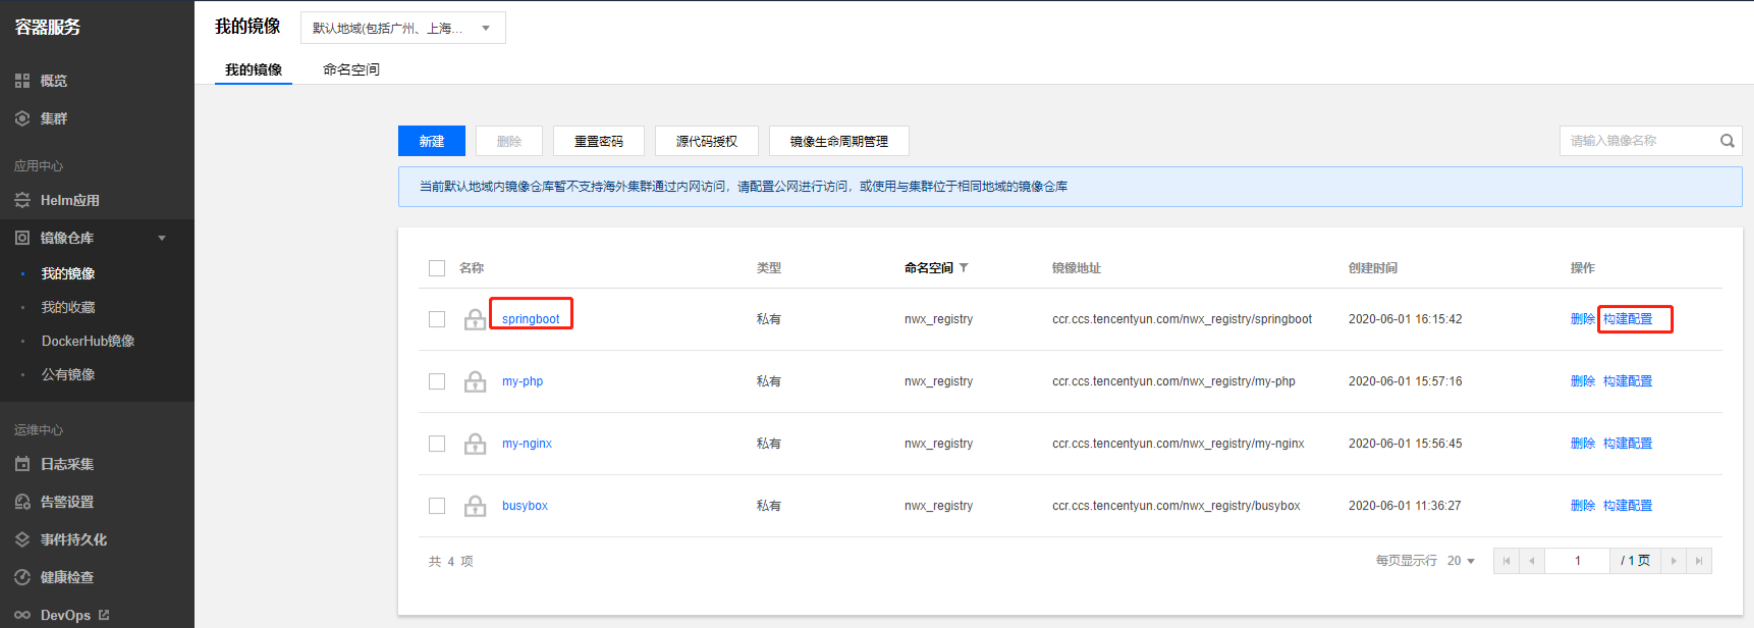 容器服务
概览
集群
应用中心
Helm应用
镜像仓库
我的镜像
我的收藏
DockerHub镜像
公有镜像
运维中心
日志采集
告警设置
事件持久化
健康检查
DevOps
我的镜像 默认地域(包括广州、上海...
我的镜像 命名空间
新建 删除 重置密码 源代码授权 镜像生命周期管理 请输入镜像名称
当前默认地域内镜像仓库暂不支持海外集群通过内网访问，请配置公网进行访问，或使用与集群位于相同地域的镜像仓库
名称 类型 命名空间 镜像地址 创建时间 操作
springboot 私有 nwx_registry ccr.ccs.tencentyun.com/nwx_registry/springboot 2020-06-01 16:15:42 删除 构建配置
my-php 私有 nwx_registry ccr.ccs.tencentyun.com/nwx_registry/my-php 2020-06-01 15:57:16 删除 构建配置
my-nginx 私有 nwx_registry ccr.ccs.tencentyun.com/nwx_registry/my-nginx 2020-06-01 15:56:45 删除 构建配置
busybox 私有 nwx_registry ccr.ccs.tencentyun.com/nwx_registry/busybox 2020-06-01 11:36:27 删除 构建配置
共 4 项 每页显示行 20 1 / 1 页